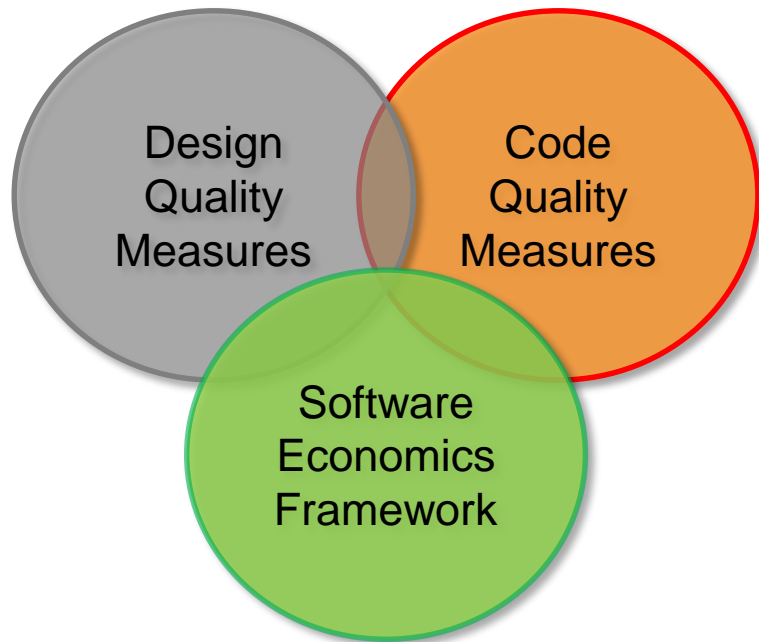 Design
Quality
Measures
Code
Quality
Measures
Software
Economics
Framework